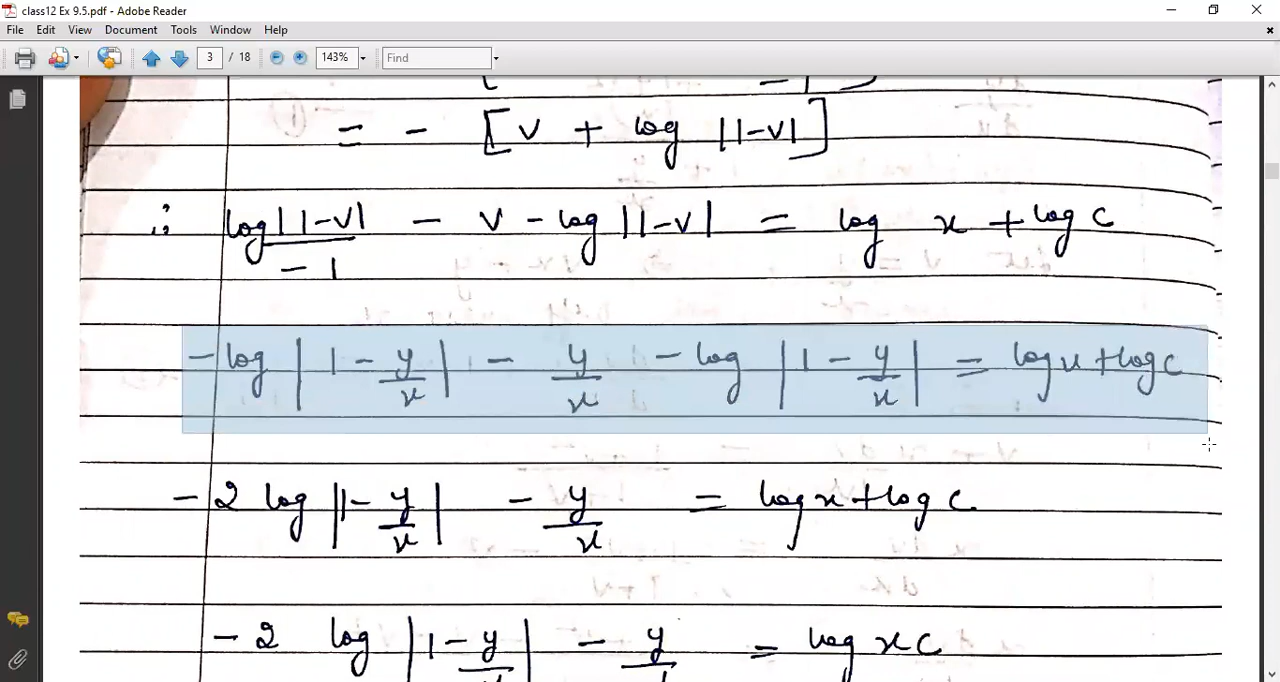 class12 Ex 9.5.pdf - Adobe Reader
File Edit View Document Tools Window Help
3 / 18 143% Find
= - [v + log |1-v|]
∴ log|1-v|/-1 - v - log |1-v| = log x + log c
- log |1 - y/x| - y/x - log |1 - y/x| = log x + log c
- 2 log |1 - y/x| - y/x = log x + log c
- 2 log |1 - y/x| - y/x = log x c